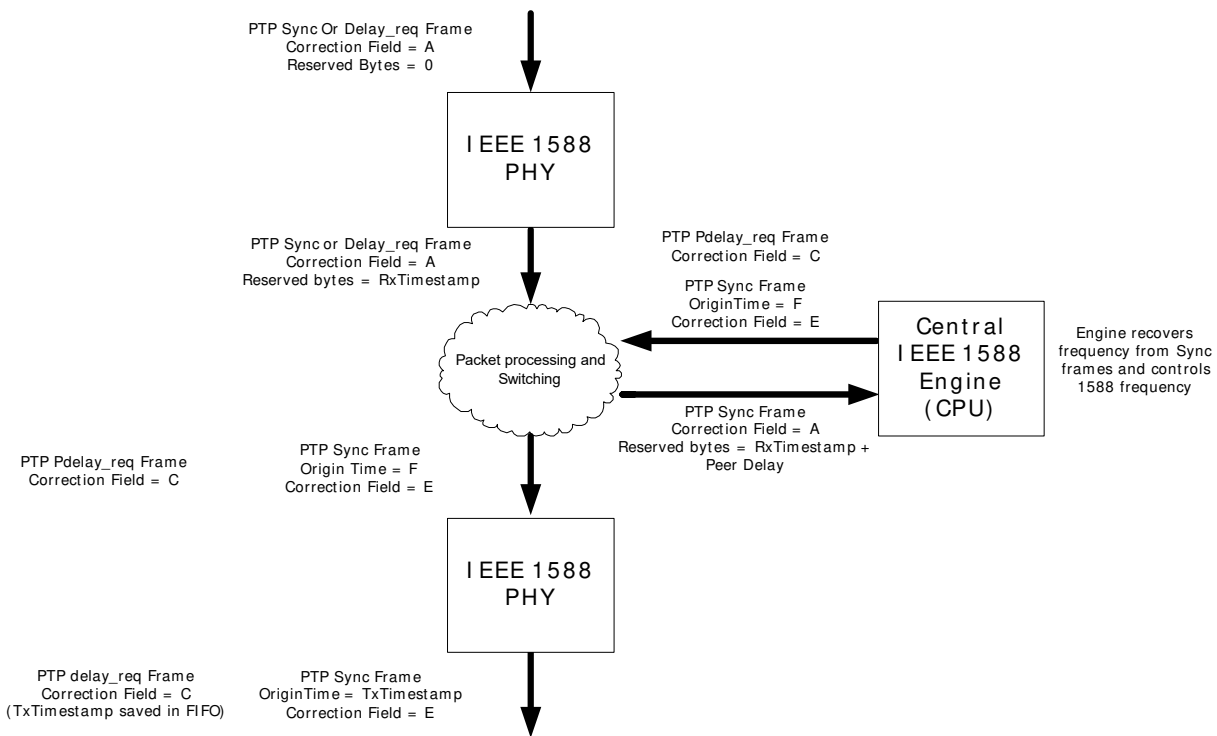 PTP Sync Or Delay_req Frame
Correction Field = A
Reserved Bytes = 0
IEEE 1588
PHY
PTP Sync or Delay_req Frame
Correction Field = A
Reserved bytes = RxTimestamp
PTP Pdelay_req Frame
Correction Field = C
PTP Sync Frame
OriginTime = F
Correction Field = E
Packet processing and
Switching
Central
IEEE 1588
Engine
(CPU)
Engine recovers
frequency from Sync
frames and controls
1588 frequency
PTP Sync Frame
Correction Field = A
Reserved bytes = RxTimestamp +
Peer Delay
PTP Pdelay_req Frame
Correction Field = C
PTP Sync Frame
Origin Time = F
Correction Field = E
IEEE 1588
PHY
PTP delay_req Frame
Correction Field = C
(TxTimestamp saved in FIFO)
PTP Sync Frame
OriginTime = TxTimestamp
Correction Field = E